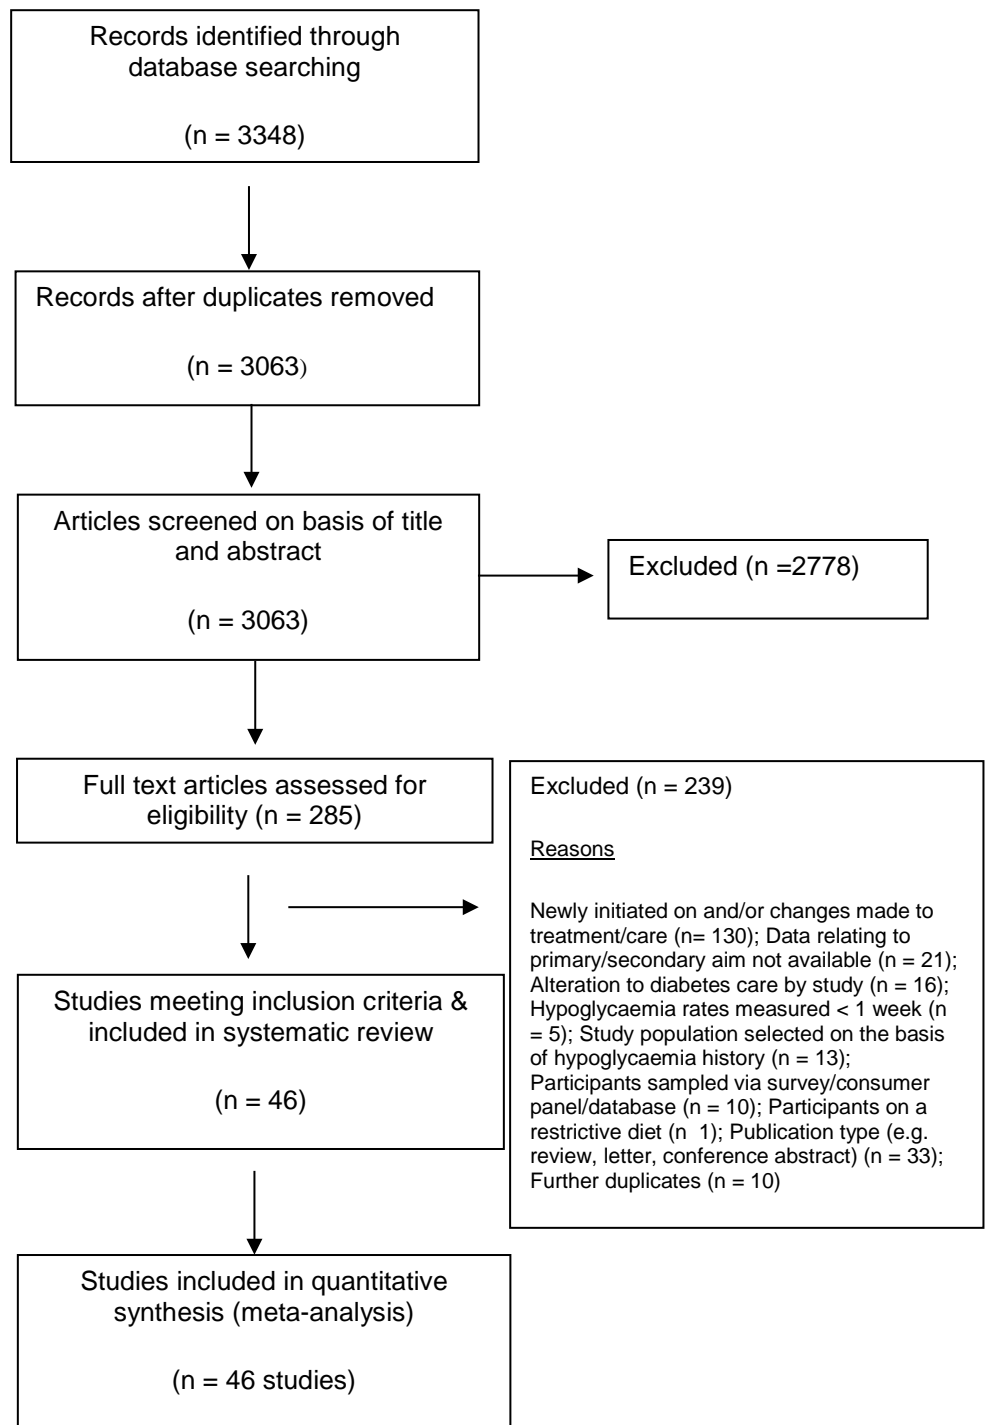 Records identified through
database searching
(n = 3348)
Records after duplicates removed
(n = 3063)
Articles screened on basis of title
and abstract
(n = 3063)
Excluded (n =2778)
Full text articles assessed for
eligibility (n = 285)
Excluded (n = 239)
Reasons
Newly initiated on and/or changes made to
treatment/care (n= 130); Data relating to
primary/secondary aim not available (n = 21);
Alteration to diabetes care by study (n = 16);
Hypoglycaemia rates measured < 1 week (n
= 5); Study population selected on the basis
of hypoglycaemia history (n = 13);
Participants sampled via survey/consumer
panel/database (n = 10); Participants on a
restrictive diet (n  1); Publication type (e.g.
review, letter, conference abstract) (n = 33);
Further duplicates (n = 10)
Studies meeting inclusion criteria &
included in systematic review
(n = 46)
Studies included in quantitative
synthesis (meta-analysis)
(n = 46 studies)